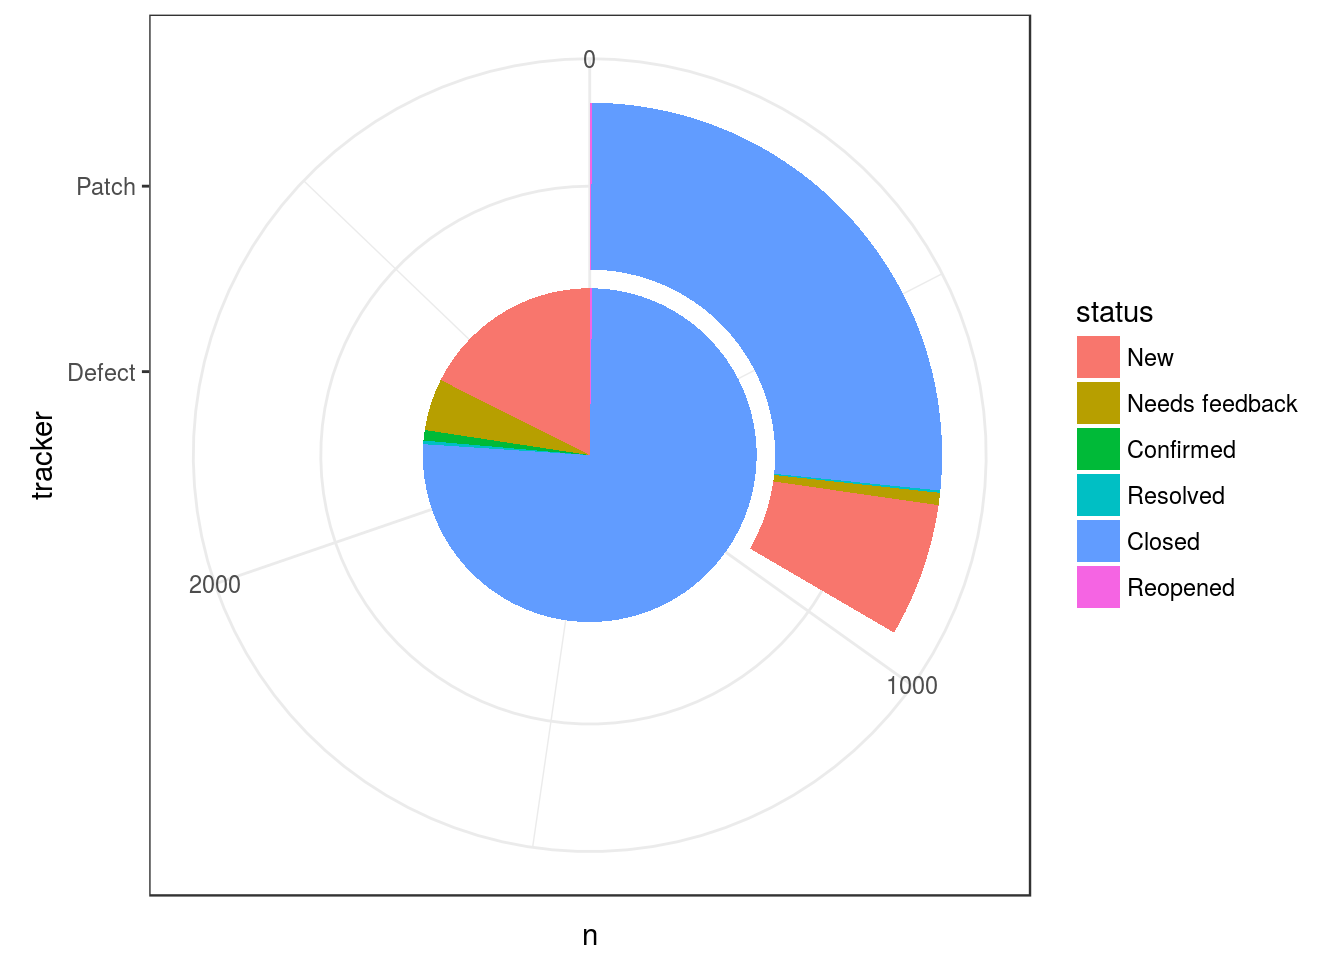 0
Patch
Defect
tracker
2000
1000
n
status
New
Needs feedback
Confirmed
Resolved
Closed
Reopened